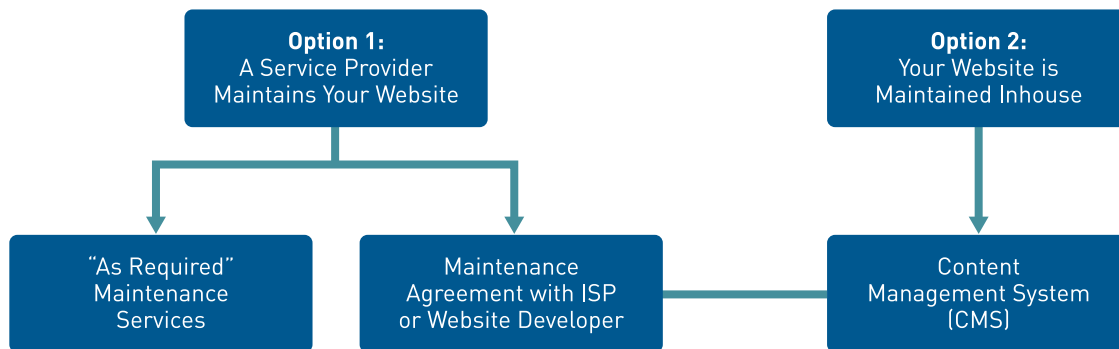 Option 1:
A Service Provider
Maintains Your Website
Option 2:
Your Website is
Maintained Inhouse
“As Required”
Maintenance
Services
Maintenance
Agreement with ISP
or Website Developer
Content
Management System
(CMS)